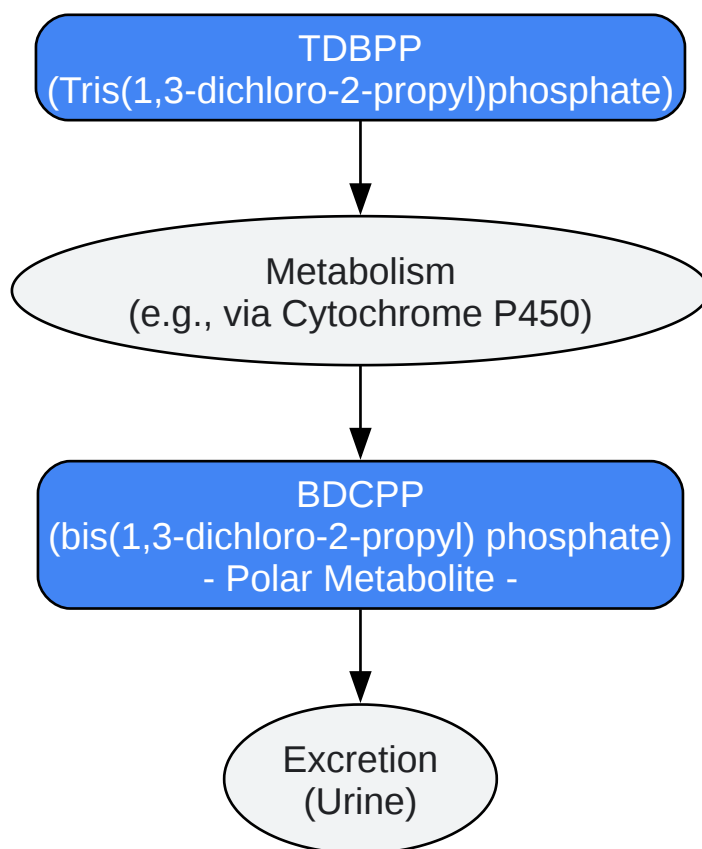 TDBPP
(Tris(1,3-dichloro-2-propyl)phosphate)
Metabolism
(e.g., via Cytochrome P450)
BDCPP
(bis(1,3-dichloro-2-propyl) phosphate)
- Polar Metabolite -
Excretion
(Urine)